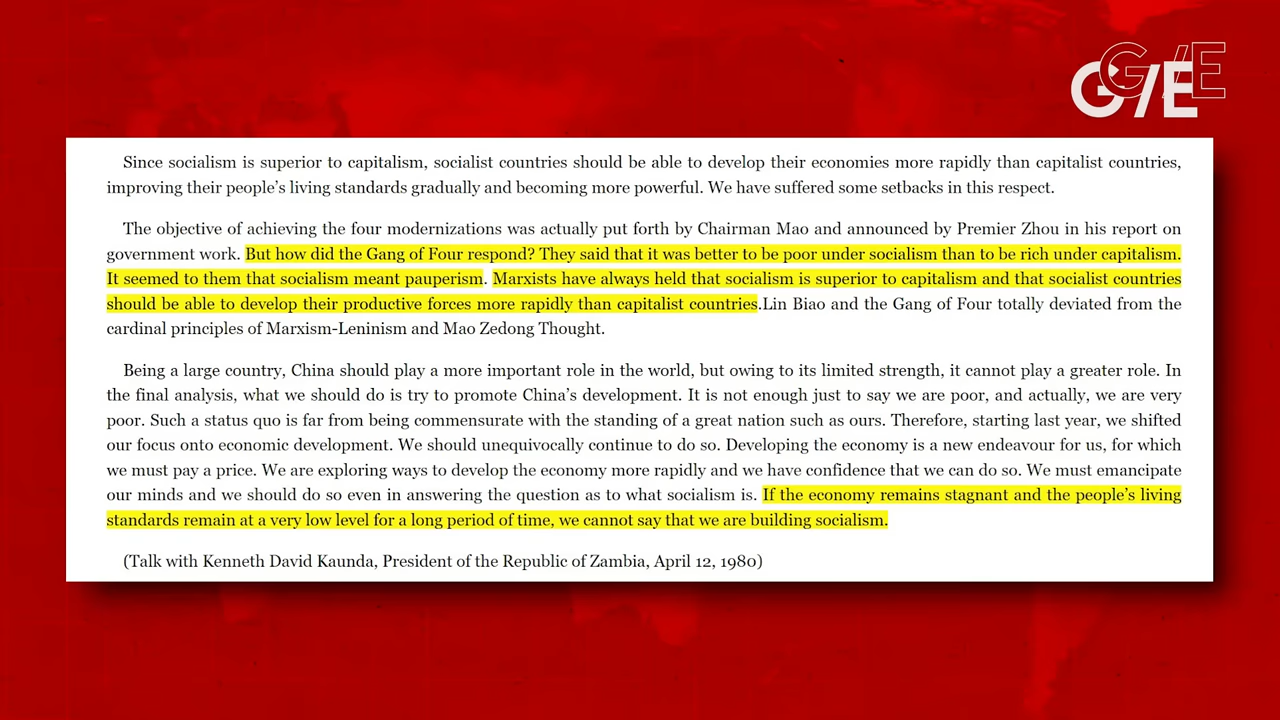 G/E
G/E
Since socialism is superior to capitalism, socialist countries should be able to develop their economies more rapidly than capitalist countries,
improving their people's living standards gradually and becoming more powerful. We have suffered some setbacks in this respect.
The objective of achieving the four modernizations was actually put forth by Chairman Mao and announced by Premier Zhou in his report on
government work. But how did the Gang of Four respond? They said that it was better to be poor under socialism than to be rich under capitalism.
It seemed to them that socialism meant pauperism. Marxists have always held that socialism is superior to capitalism and that socialist countries
should be able to develop their productive forces more rapidly than capitalist countries.Lin Biao and the Gang of Four totally deviated from the
cardinal principles of Marxism-Leninism and Mao Zedong Thought.
Being a large country, China should play a more important role in the world, but owing to its limited strength, it cannot play a greater role. In
the final analysis, what we should do is try to promote China's development. It is not enough just to say we are poor, and actually, we are very
poor. Such a status quo is far from being commensurate with the standing of a great nation such as ours. Therefore, starting last year, we shifted
our focus onto economic development. We should unequivocally continue to do so. Developing the economy is a new endeavour for us, for which
we must pay a price. We are exploring ways to develop the economy more rapidly and we have confidence that we can do so. We must emancipate
our minds and we should do so even in answering the question as to what socialism is. If the economy remains stagnant and the people's living
standards remain at a very low level for a long period of time, we cannot say that we are building socialism.
(Talk with Kenneth David Kaunda, President of the Republic of Zambia, April 12, 1980)